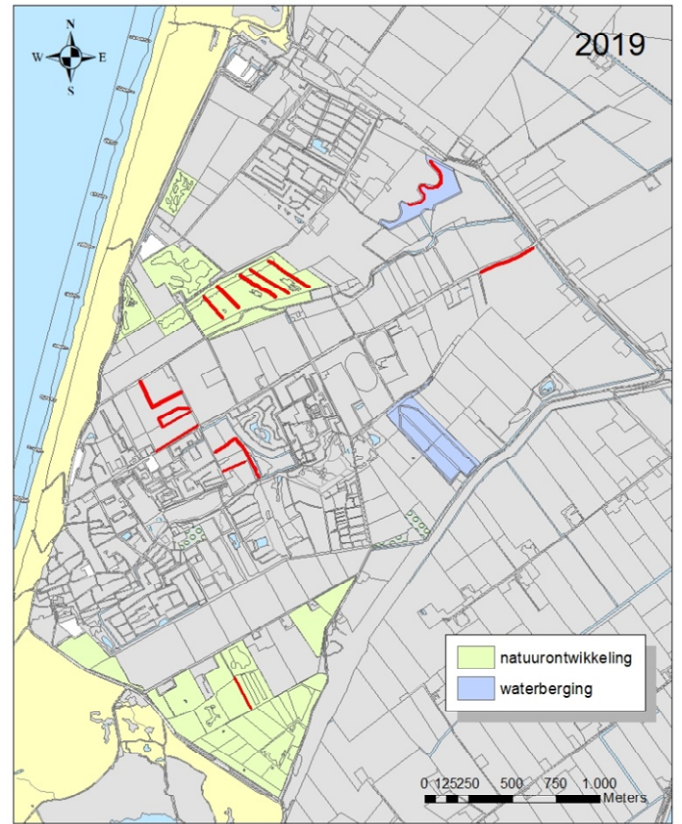 2019
N
W E
S
natuurontwikkeling
waterberging
0 125250 500 750 1.000
Meters